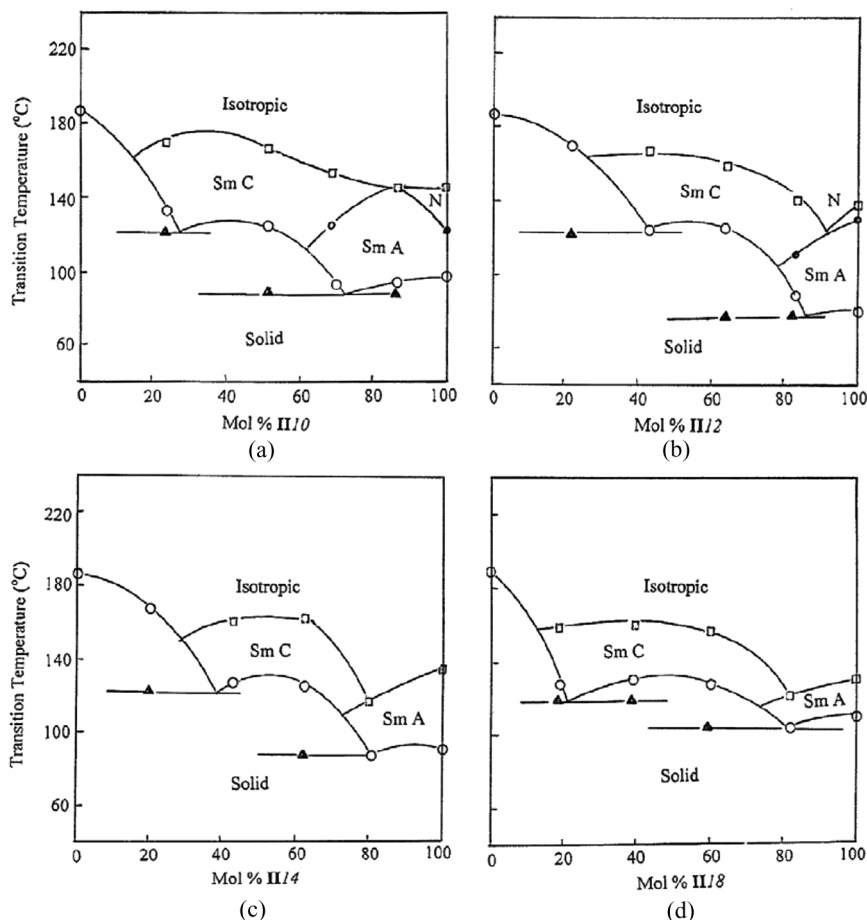 220
180
140
100
60
Transition Temperature (°C)
Isotropic
Sm C
N
Sm A
Solid
0 20 40 60 80 100
Mol % II10
(a)
Isotropic
Sm C
N
Sm A
Solid
0 20 40 60 80 100
Mol % II12
(b)
220
180
140
100
60
Transition Temperature (°C)
Isotropic
Sm C
Sm A
Solid
0 20 40 60 80 100
Mol % II14
(c)
Isotropic
Sm C
Sm A
Solid
0 20 40 60 80 100
Mol % II18
(d)